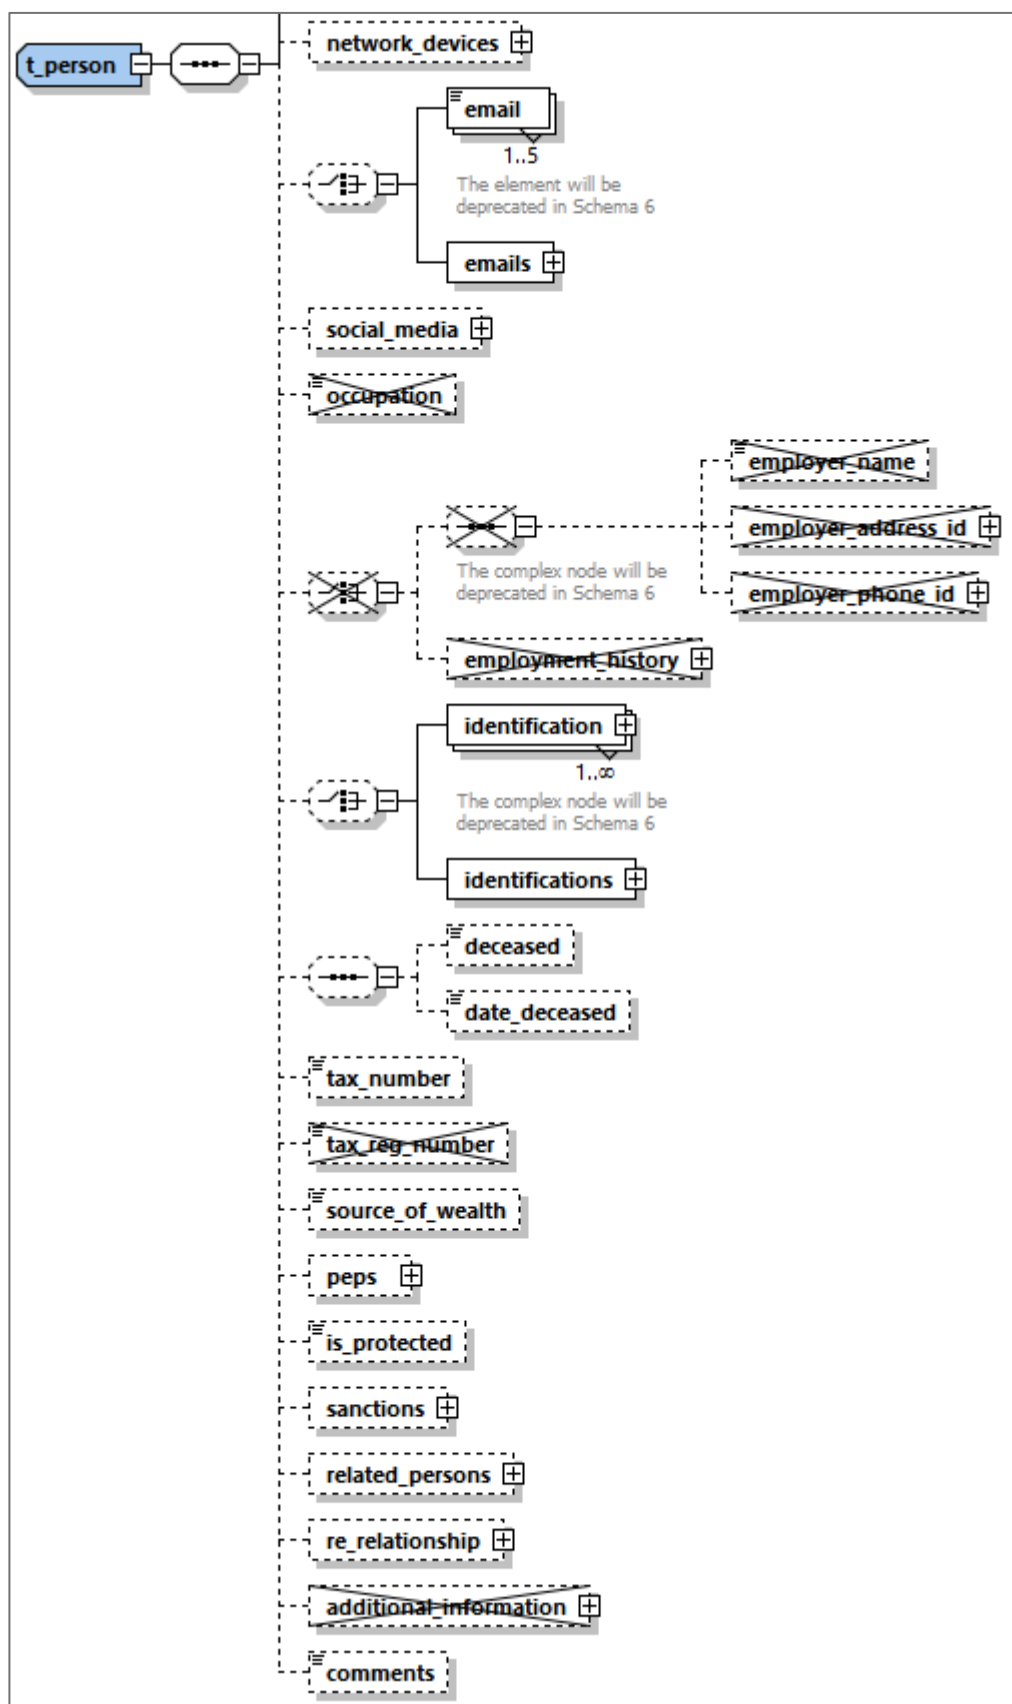 t_person
network_devices
email
1..5
The element will be
deprecated in Schema 6
emails
social_media
occupation
employer_name
employer_address_id
The complex node will be
deprecated in Schema 6
employer_phone_id
employment_history
identification
1..∞
The complex node will be
deprecated in Schema 6
identifications
deceased
date_deceased
tax_number
tax_reg_number
source_of_wealth
peps
is_protected
sanctions
related_persons
re_relationship
additional_information
comments